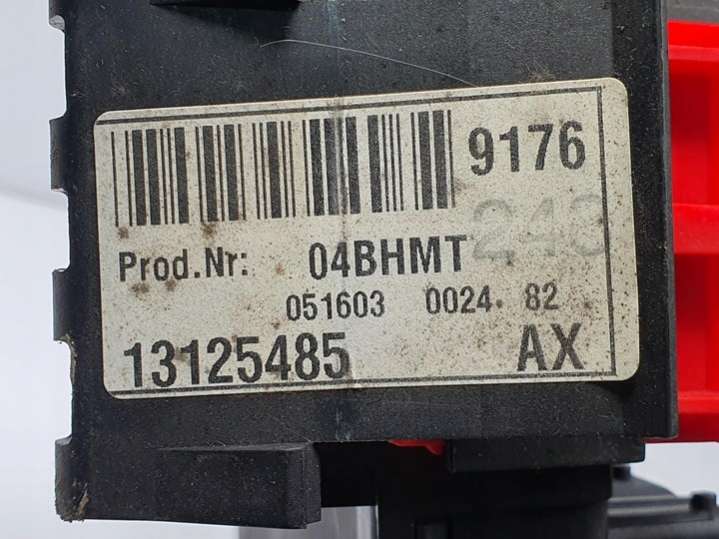 9176
243
Prod.Nr: 04BHMT
051603 0024 82
13125485 AX